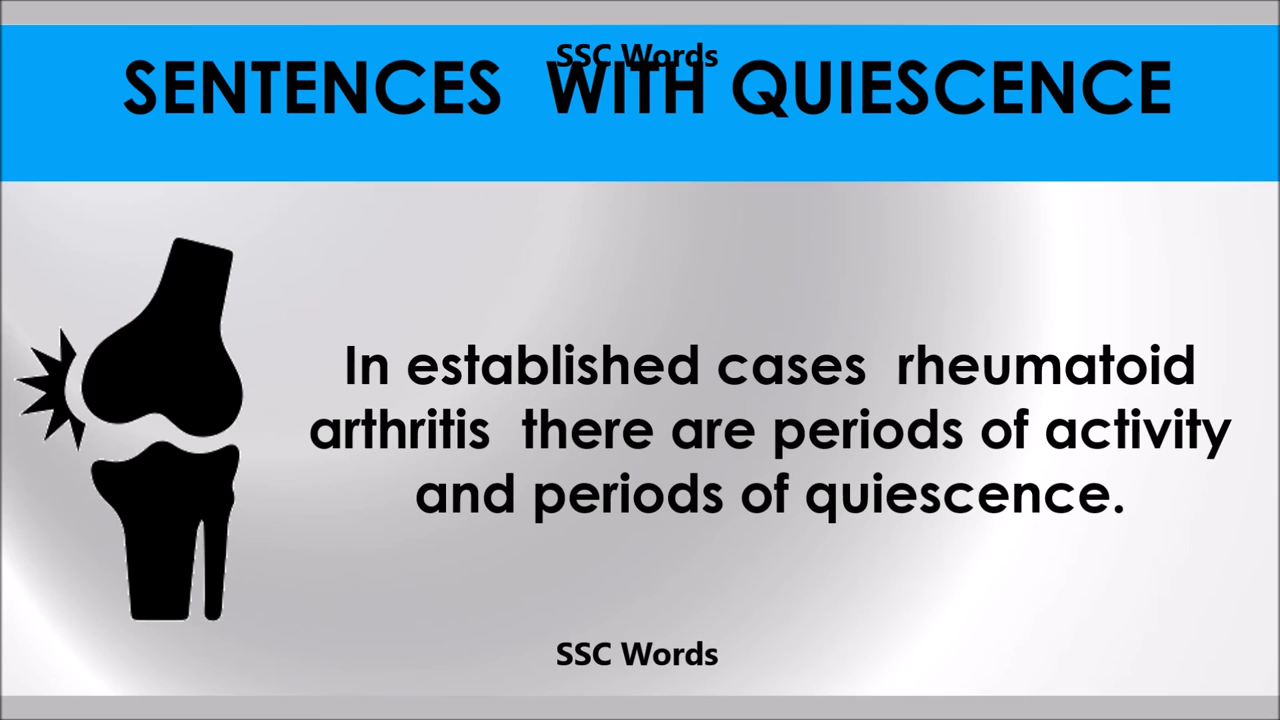 SSC Words
SENTENCES WITH QUIESCENCE
In established cases rheumatoid
arthritis there are periods of activity
and periods of quiescence.
SSC Words